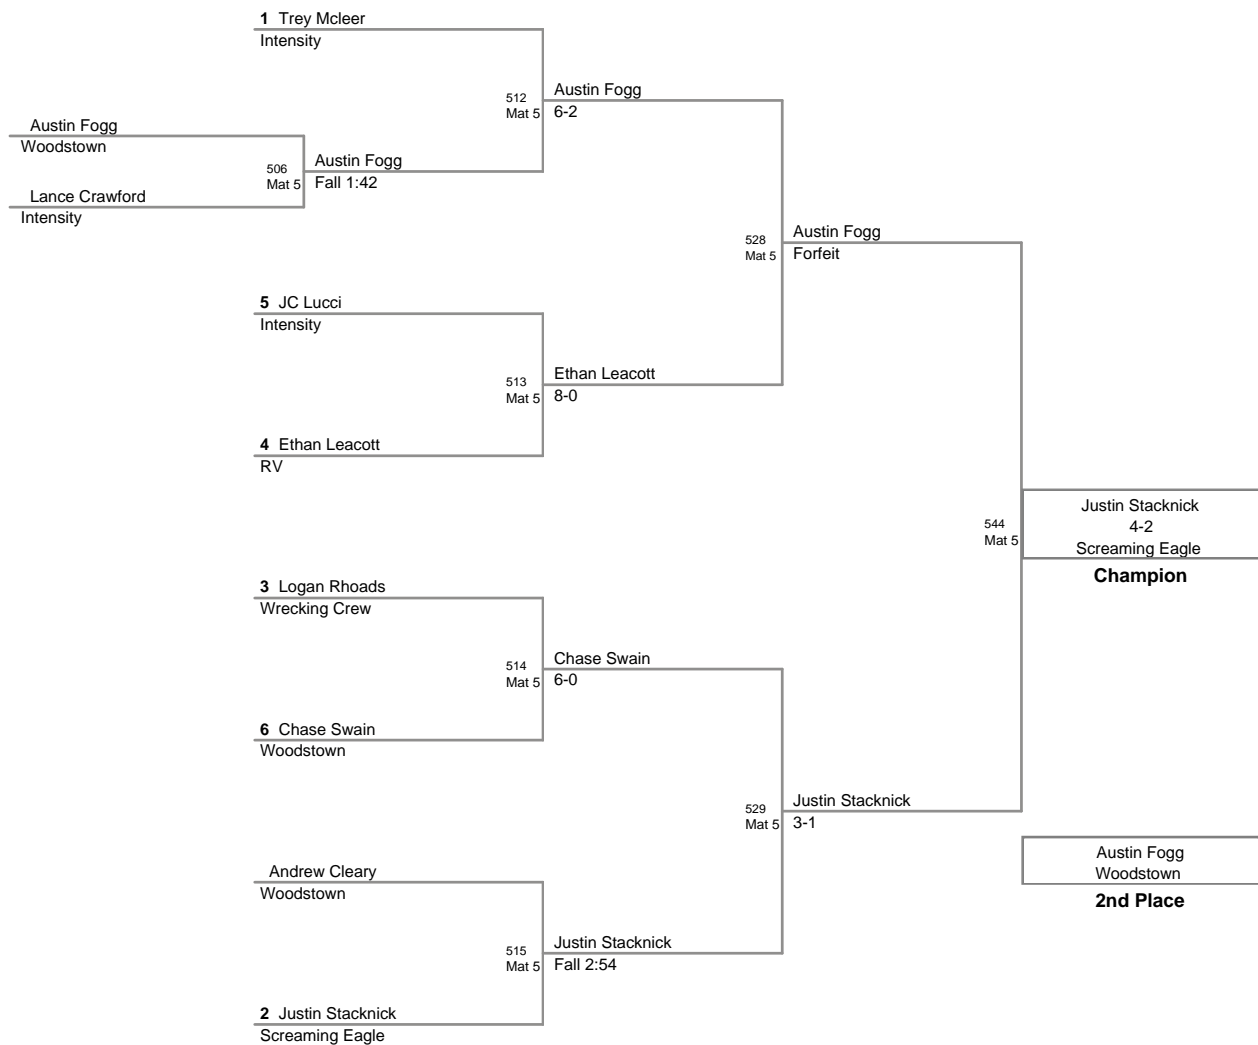 1 Trey Mcleer
Intensity
512
Mat 5
Austin Fogg
6-2
Austin Fogg
Woodstown
506
Mat 5
Austin Fogg
Fall 1:42
Lance Crawford
Intensity
528
Mat 5
Austin Fogg
Forfeit
5 JC Lucci
Intensity
513
Mat 5
Ethan Leacott
8-0
4 Ethan Leacott
RV
544
Mat 5
Justin Stacknick
4-2
Screaming Eagle
Champion
3 Logan Rhoads
Wrecking Crew
514
Mat 5
Chase Swain
6-0
6 Chase Swain
Woodstown
529
Mat 5
Justin Stacknick
3-1
Andrew Cleary
Woodstown
Austin Fogg
Woodstown
2nd Place
515
Mat 5
Justin Stacknick
Fall 2:54
2 Justin Stacknick
Screaming Eagle